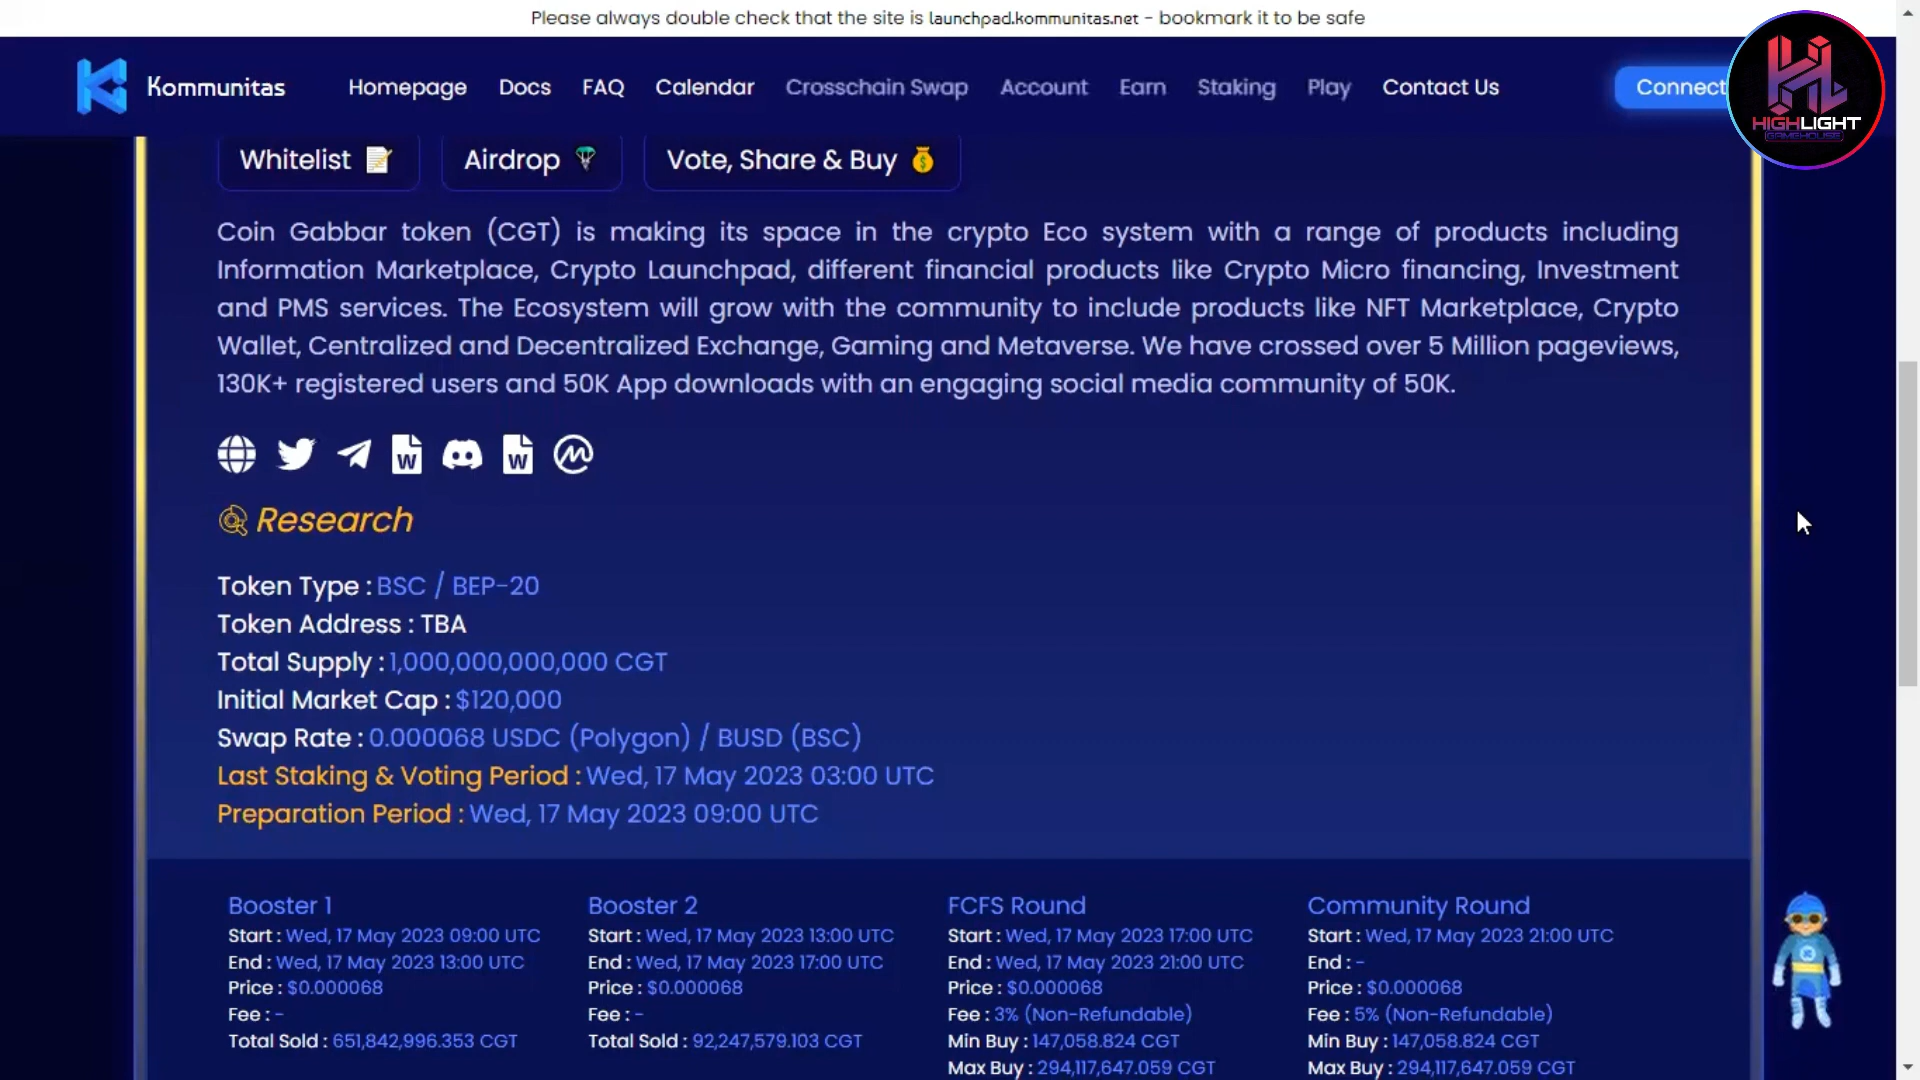 Please always double check that the site is launchpad.kommunitas.net - bookmark it to be safe
Kommunitas Homepage Docs FAQ Calendar Crosschain Swap Account Earn Staking Play Contact Us Connect
HIGHLIGHT
GAMEHOUSE
Whitelist Airdrop Vote, Share & Buy
Coin Gabbar token (CGT) is making its space in the crypto Eco system with a range of products including
Information Marketplace, Crypto Launchpad, different financial products like Crypto Micro financing, Investment
and PMS services. The Ecosystem will grow with the community to include products like NFT Marketplace, Crypto
Wallet, Centralized and Decentralized Exchange, Gaming and Metaverse. We have crossed over 5 Million pageviews,
130K+ registered users and 50K App downloads with an engaging social media community of 50K.
Research
Token Type : BSC / BEP-20
Token Address : TBA
Total Supply : 1,000,000,000,000 CGT
Initial Market Cap : $120,000
Swap Rate : 0.000068 USDC (Polygon) / BUSD (BSC)
Last Staking & Voting Period : Wed, 17 May 2023 03:00 UTC
Preparation Period : Wed, 17 May 2023 09:00 UTC
Booster 1
Start : Wed, 17 May 2023 09:00 UTC
End : Wed, 17 May 2023 13:00 UTC
Price : $0.000068
Fee : -
Total Sold : 651,842,996.353 CGT
Booster 2
Start : Wed, 17 May 2023 13:00 UTC
End : Wed, 17 May 2023 17:00 UTC
Price : $0.000068
Fee : -
Total Sold : 92,247,579.103 CGT
FCFS Round
Start : Wed, 17 May 2023 17:00 UTC
End : Wed, 17 May 2023 21:00 UTC
Price : $0.000068
Fee : 3% (Non-Refundable)
Min Buy : 147,058.824 CGT
Max Buy : 294,117,647.059 CGT
Community Round
Start : Wed, 17 May 2023 21:00 UTC
End : -
Price : $0.000068
Fee : 5% (Non-Refundable)
Min Buy : 147,058.824 CGT
Max Buy : 294,117,647.059 CGT